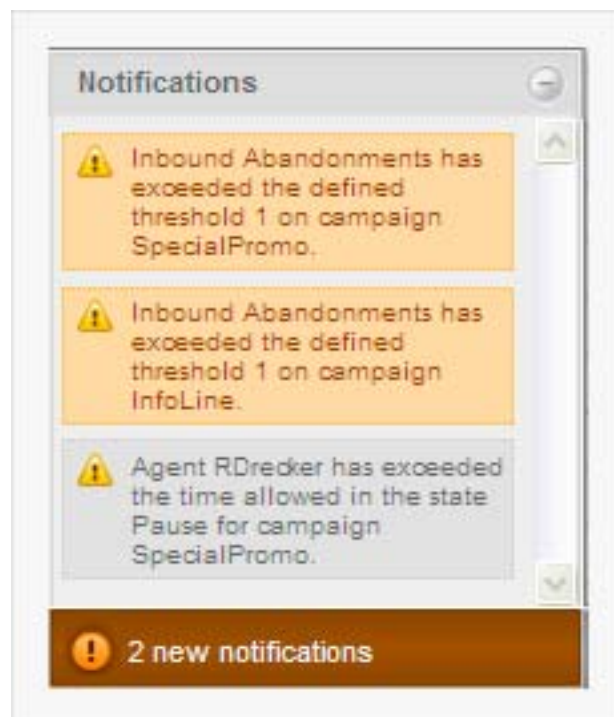 Notifications
Inbound Abandonments has
exceeded the defined
threshold 1 on campaign
SpecialPromo.
Inbound Abandonments has
exceeded the defined
threshold 1 on campaign
InfoLine.
Agent RDrecker has exceeded
the time allowed in the state
Pause for campaign
SpecialPromo.
2 new notifications